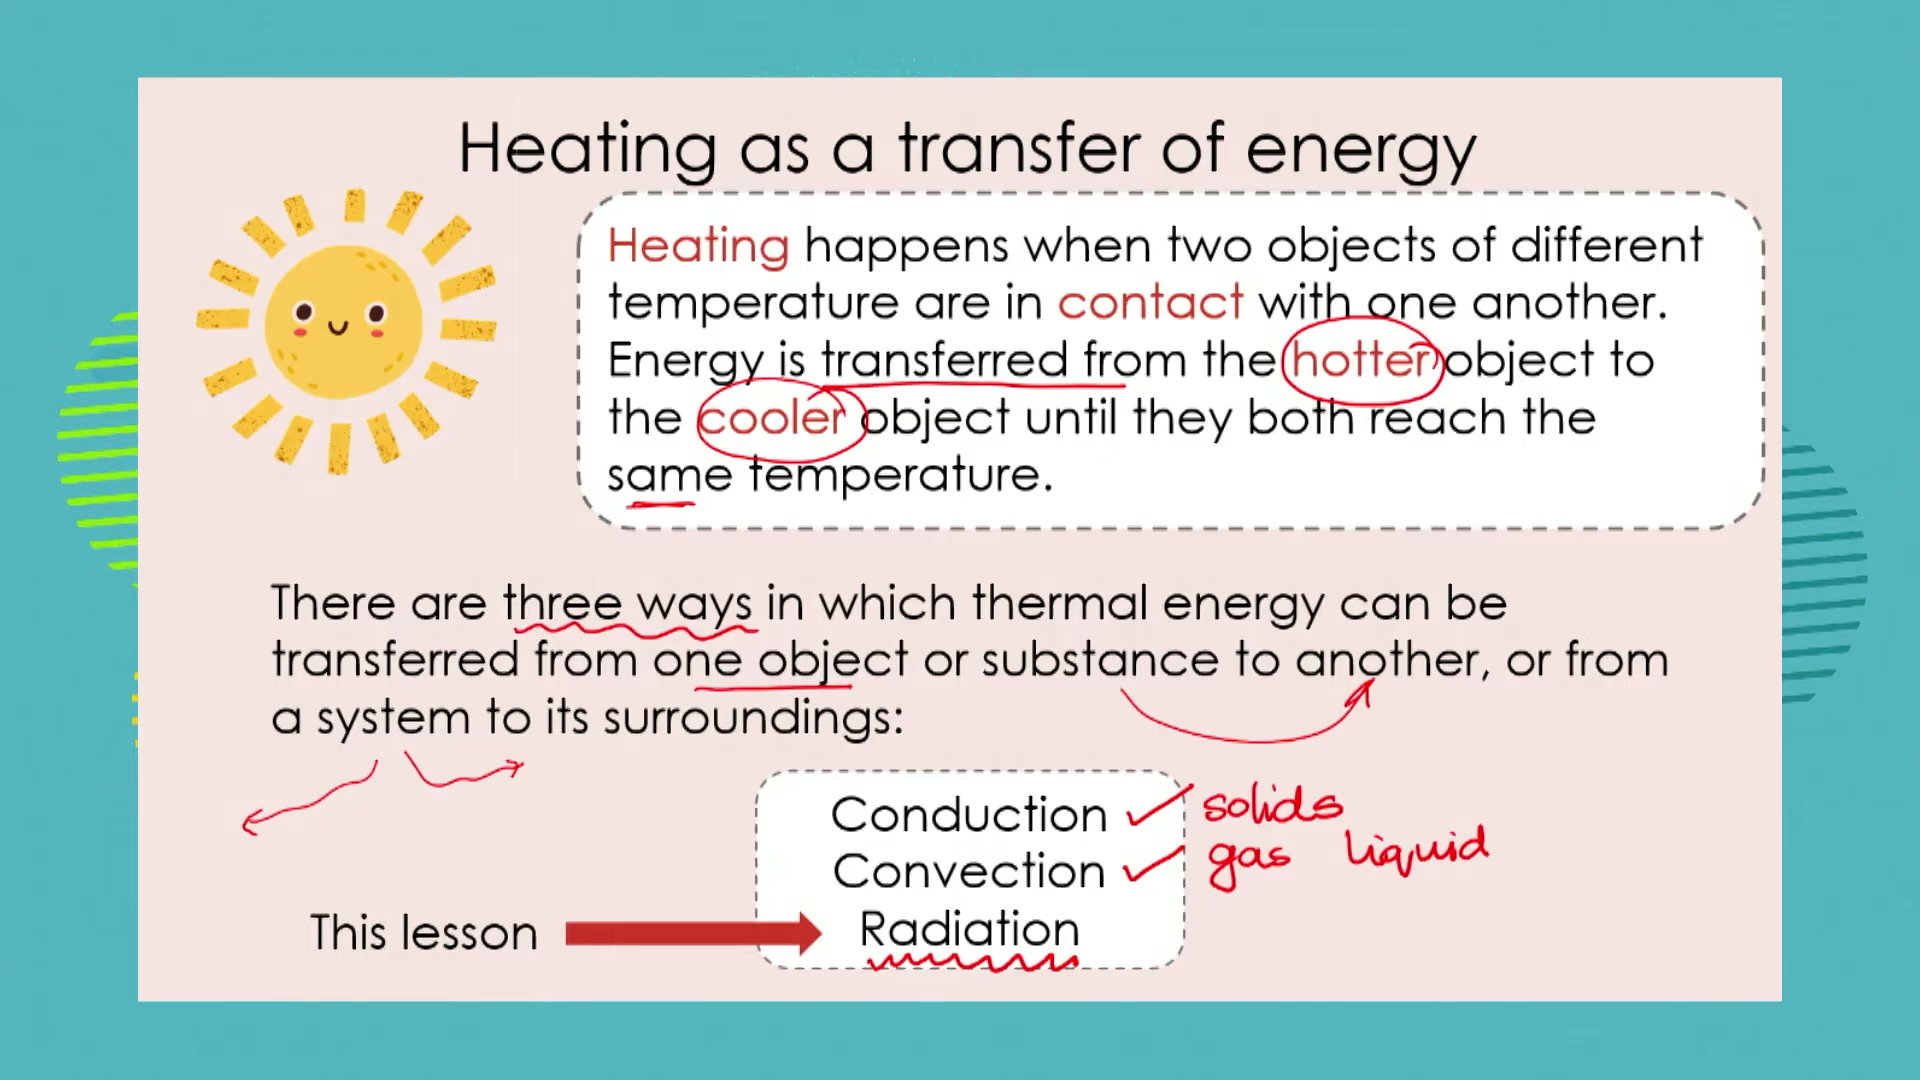 Heating as a transfer of energy
Heating happens when two objects of different
temperature are in contact with one another.
Energy is transferred from the hotter object to
the cooler object until they both reach the
same temperature.
There are three ways in which thermal energy can be
transferred from one object or substance to another, or from
a system to its surroundings:
Conduction solids
Convection gas liquid
This lesson Radiation